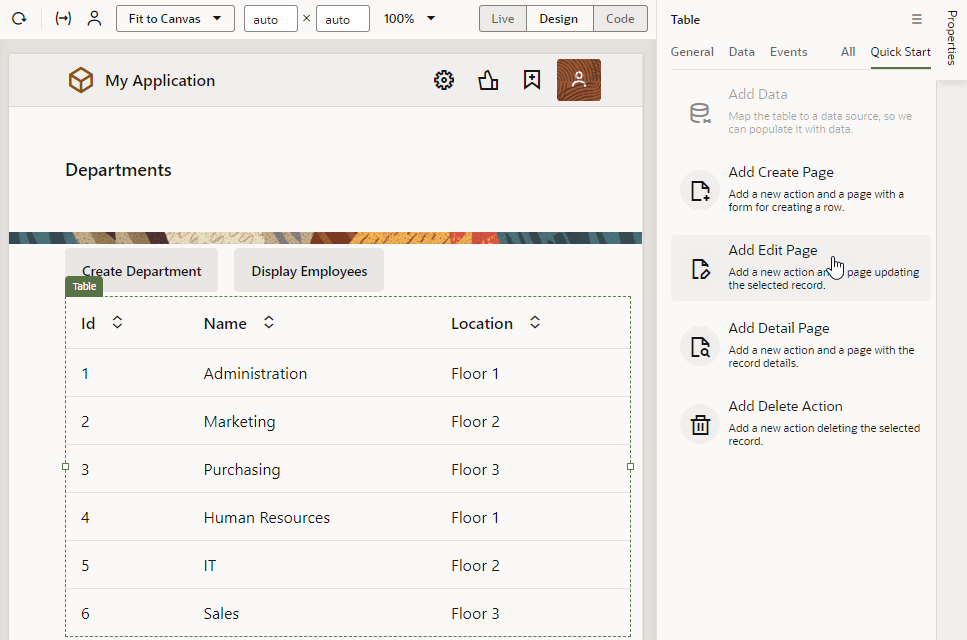 Fit to Canvas auto × auto 100% Live Design Code
My Application
Departments
Create Department Display Employees
Table
Id Name Location
1 Administration Floor 1
2 Marketing Floor 2
3 Purchasing Floor 3
4 Human Resources Floor 1
5 IT Floor 2
6 Sales Floor 3
Table
General Data Events All Quick Start
Add Data
Map the table to a data source, so we
can populate it with data.
Add Create Page
Add a new action and a page with a
form for creating a row.
Add Edit Page
Add a new action and page updating
the selected record.
Add Detail Page
Add a new action and a page with the
record details.
Add Delete Action
Add a new action deleting the selected
record.
Properties